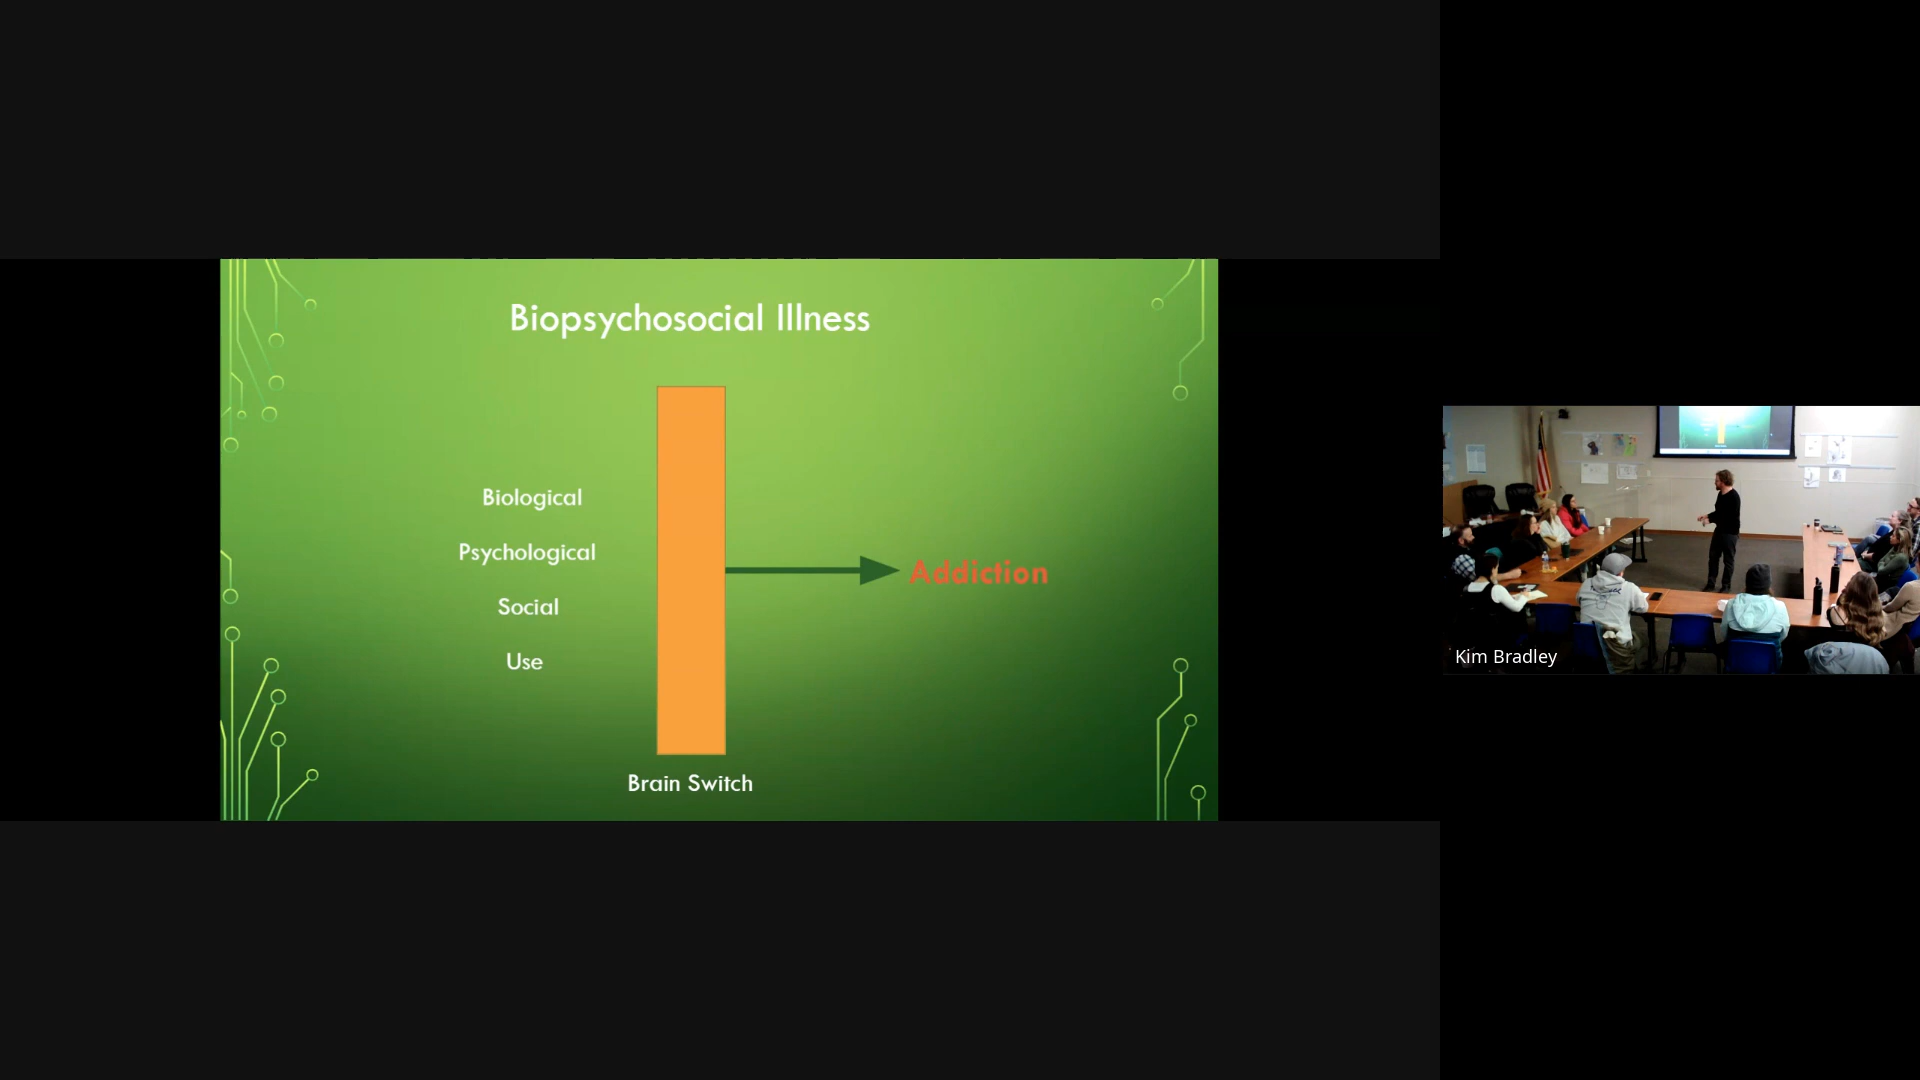 Biopsychosocial Illness
Biological
Psychological
Social
Use
Addiction
Brain Switch
Kim Bradley